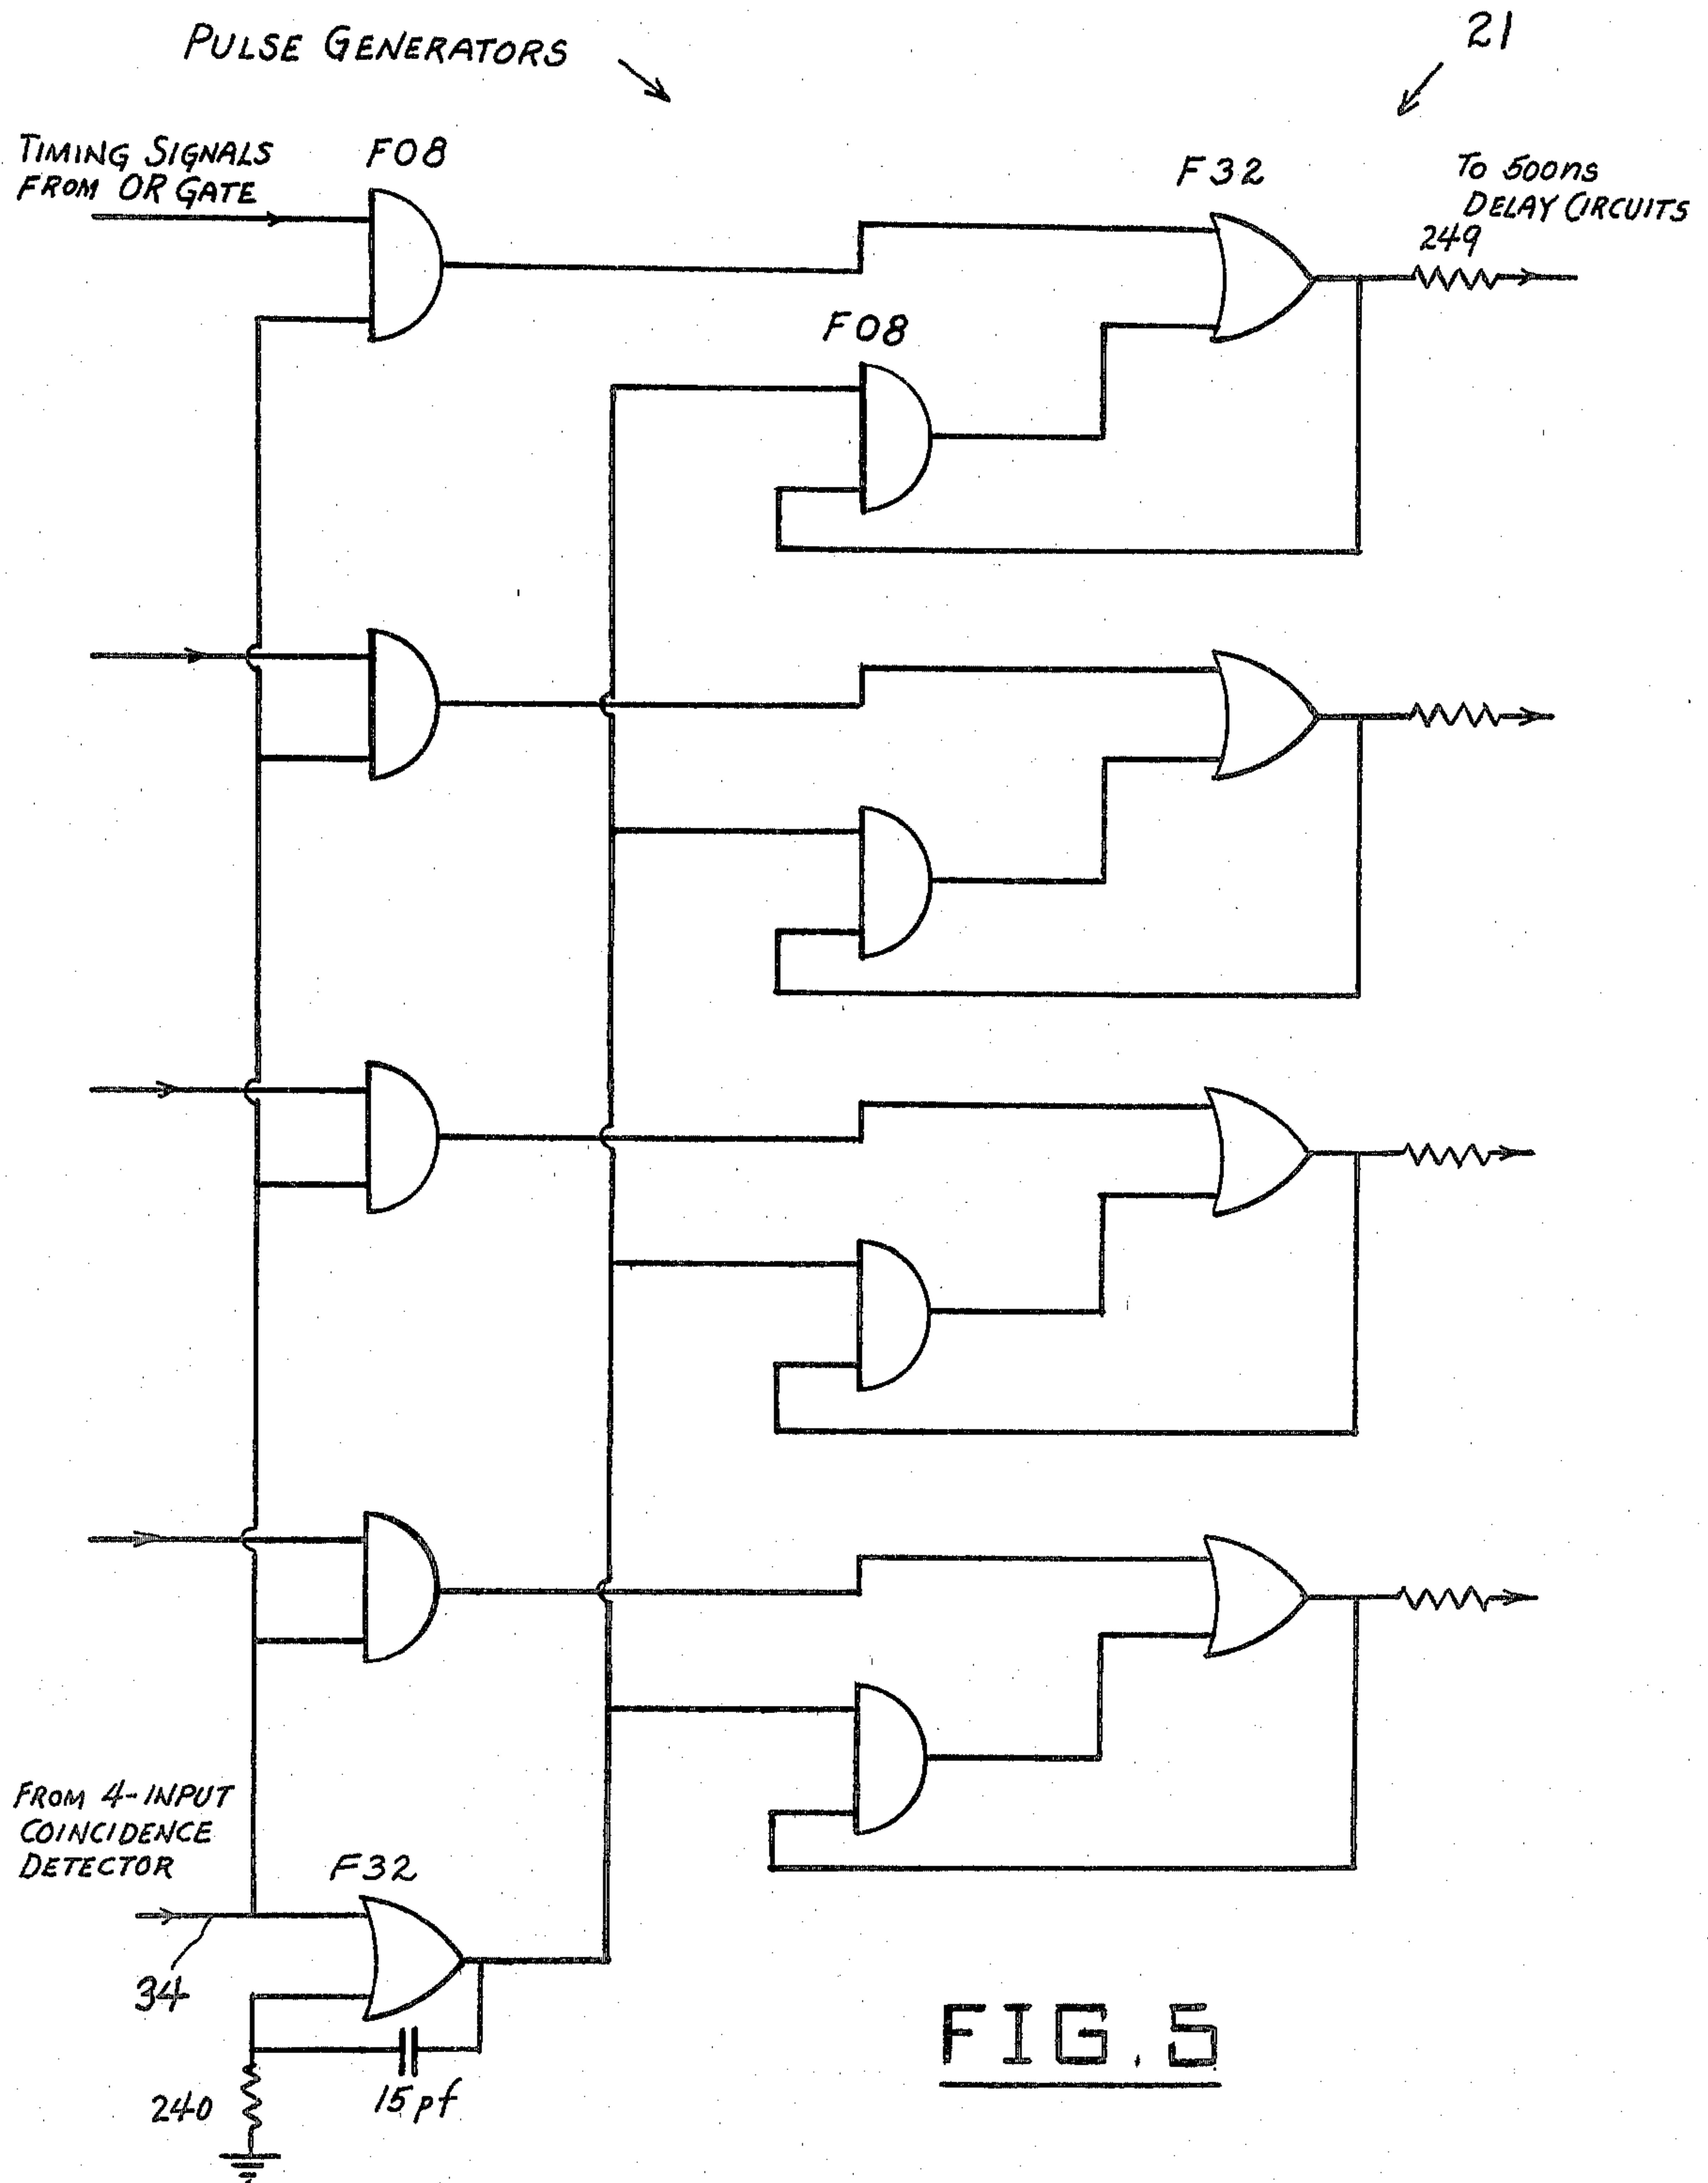 PULSE GENERATORS
21
TIMING SIGNALS
FROM OR GATE
F08
F32
To 500ns
DELAY CIRCUITS
249
F08
FROM 4-INPUT
COINCIDENCE
DETECTOR
F32
34
240
15pf
FIG. 5